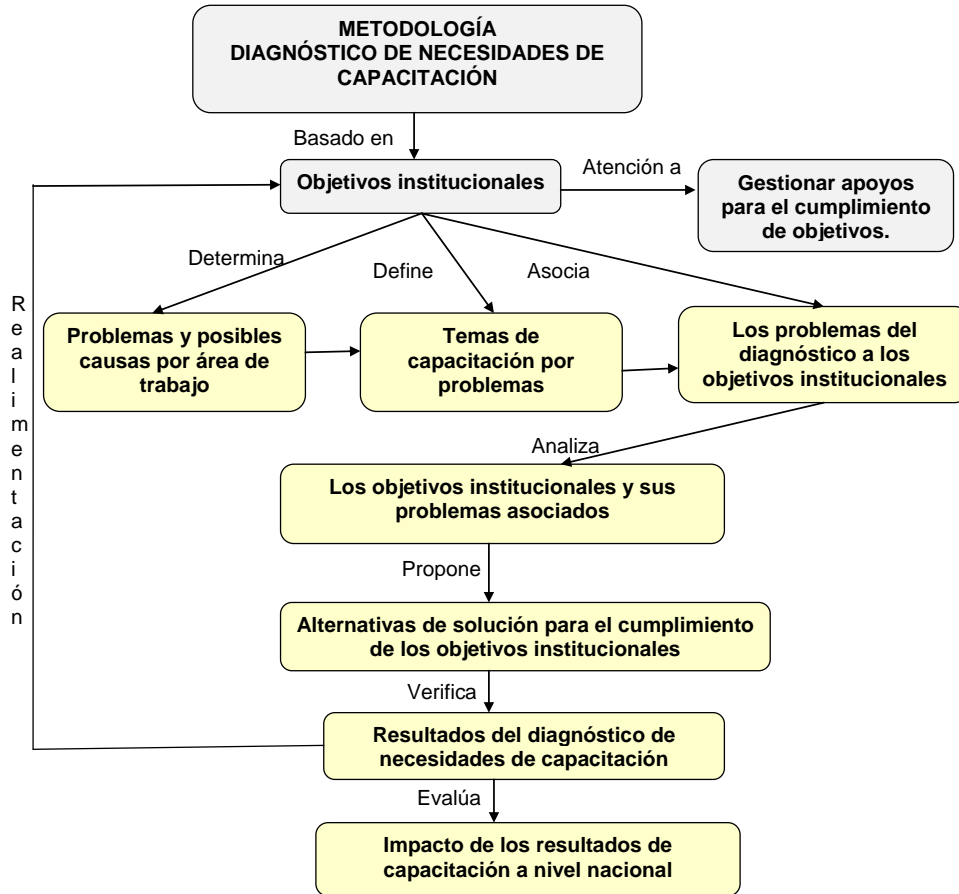 METODOLOGÍA
DIAGNÓSTICO DE NECESIDADES DE
CAPACITACIÓN
Basado en
Objetivos institucionales
Atención a
Gestionar apoyos
para el cumplimiento
de objetivos.
Determina
Define
Asocia
Realimentación
Problemas y posibles
causas por área de
trabajo
Temas de
capacitación por
problemas
Los problemas del
diagnóstico a los
objetivos institucionales
Analiza
Los objetivos institucionales y sus
problemas asociados
Propone
Alternativas de solución para el cumplimiento
de los objetivos institucionales
Verifica
Resultados del diagnóstico de
necesidades de capacitación
Evalúa
Impacto de los resultados de
capacitación a nivel nacional